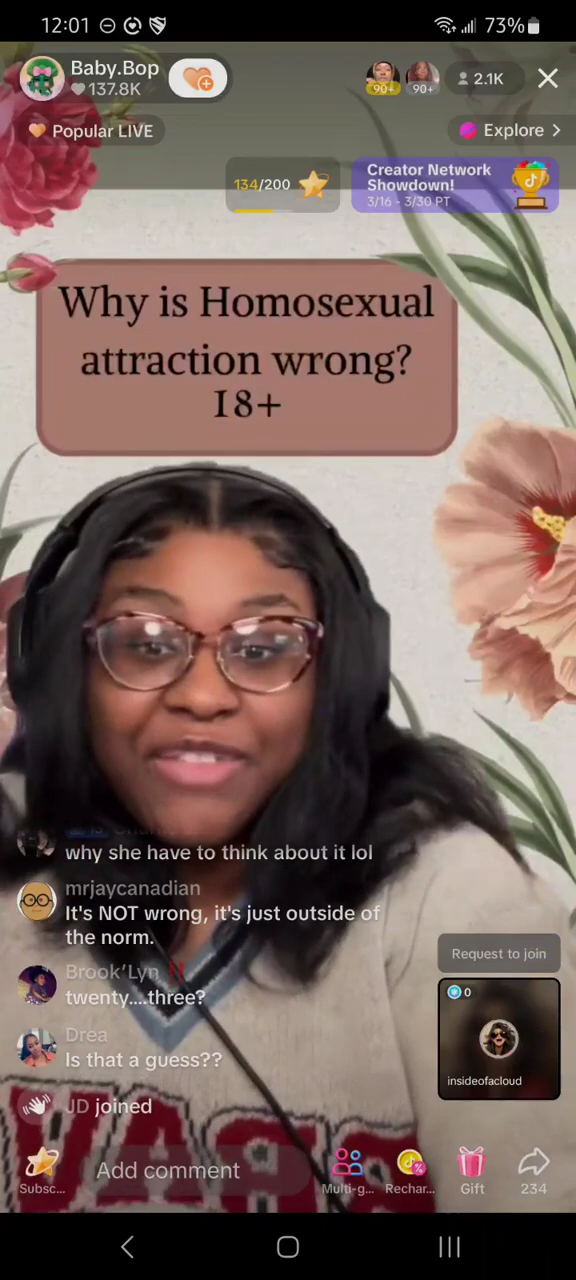 12:01
73%
Baby.Bop
137.8K
90+
90+
2.1K
Popular LIVE
Explore
134/200
Creator Network
Showdown!
3/16 - 3/30 PT
Why is Homosexual
attraction wrong?
18+
why she have to think about it lol
mrjaycanadian
It's NOT wrong, it's just outside of
the norm.
Brook'Lyn ‼️
twenty....three?
Drea
Is that a guess??
JD joined
Request to join
0
insideofacloud
Add comment
Subsc...
Multi-g...
Rechar...
Gift
234